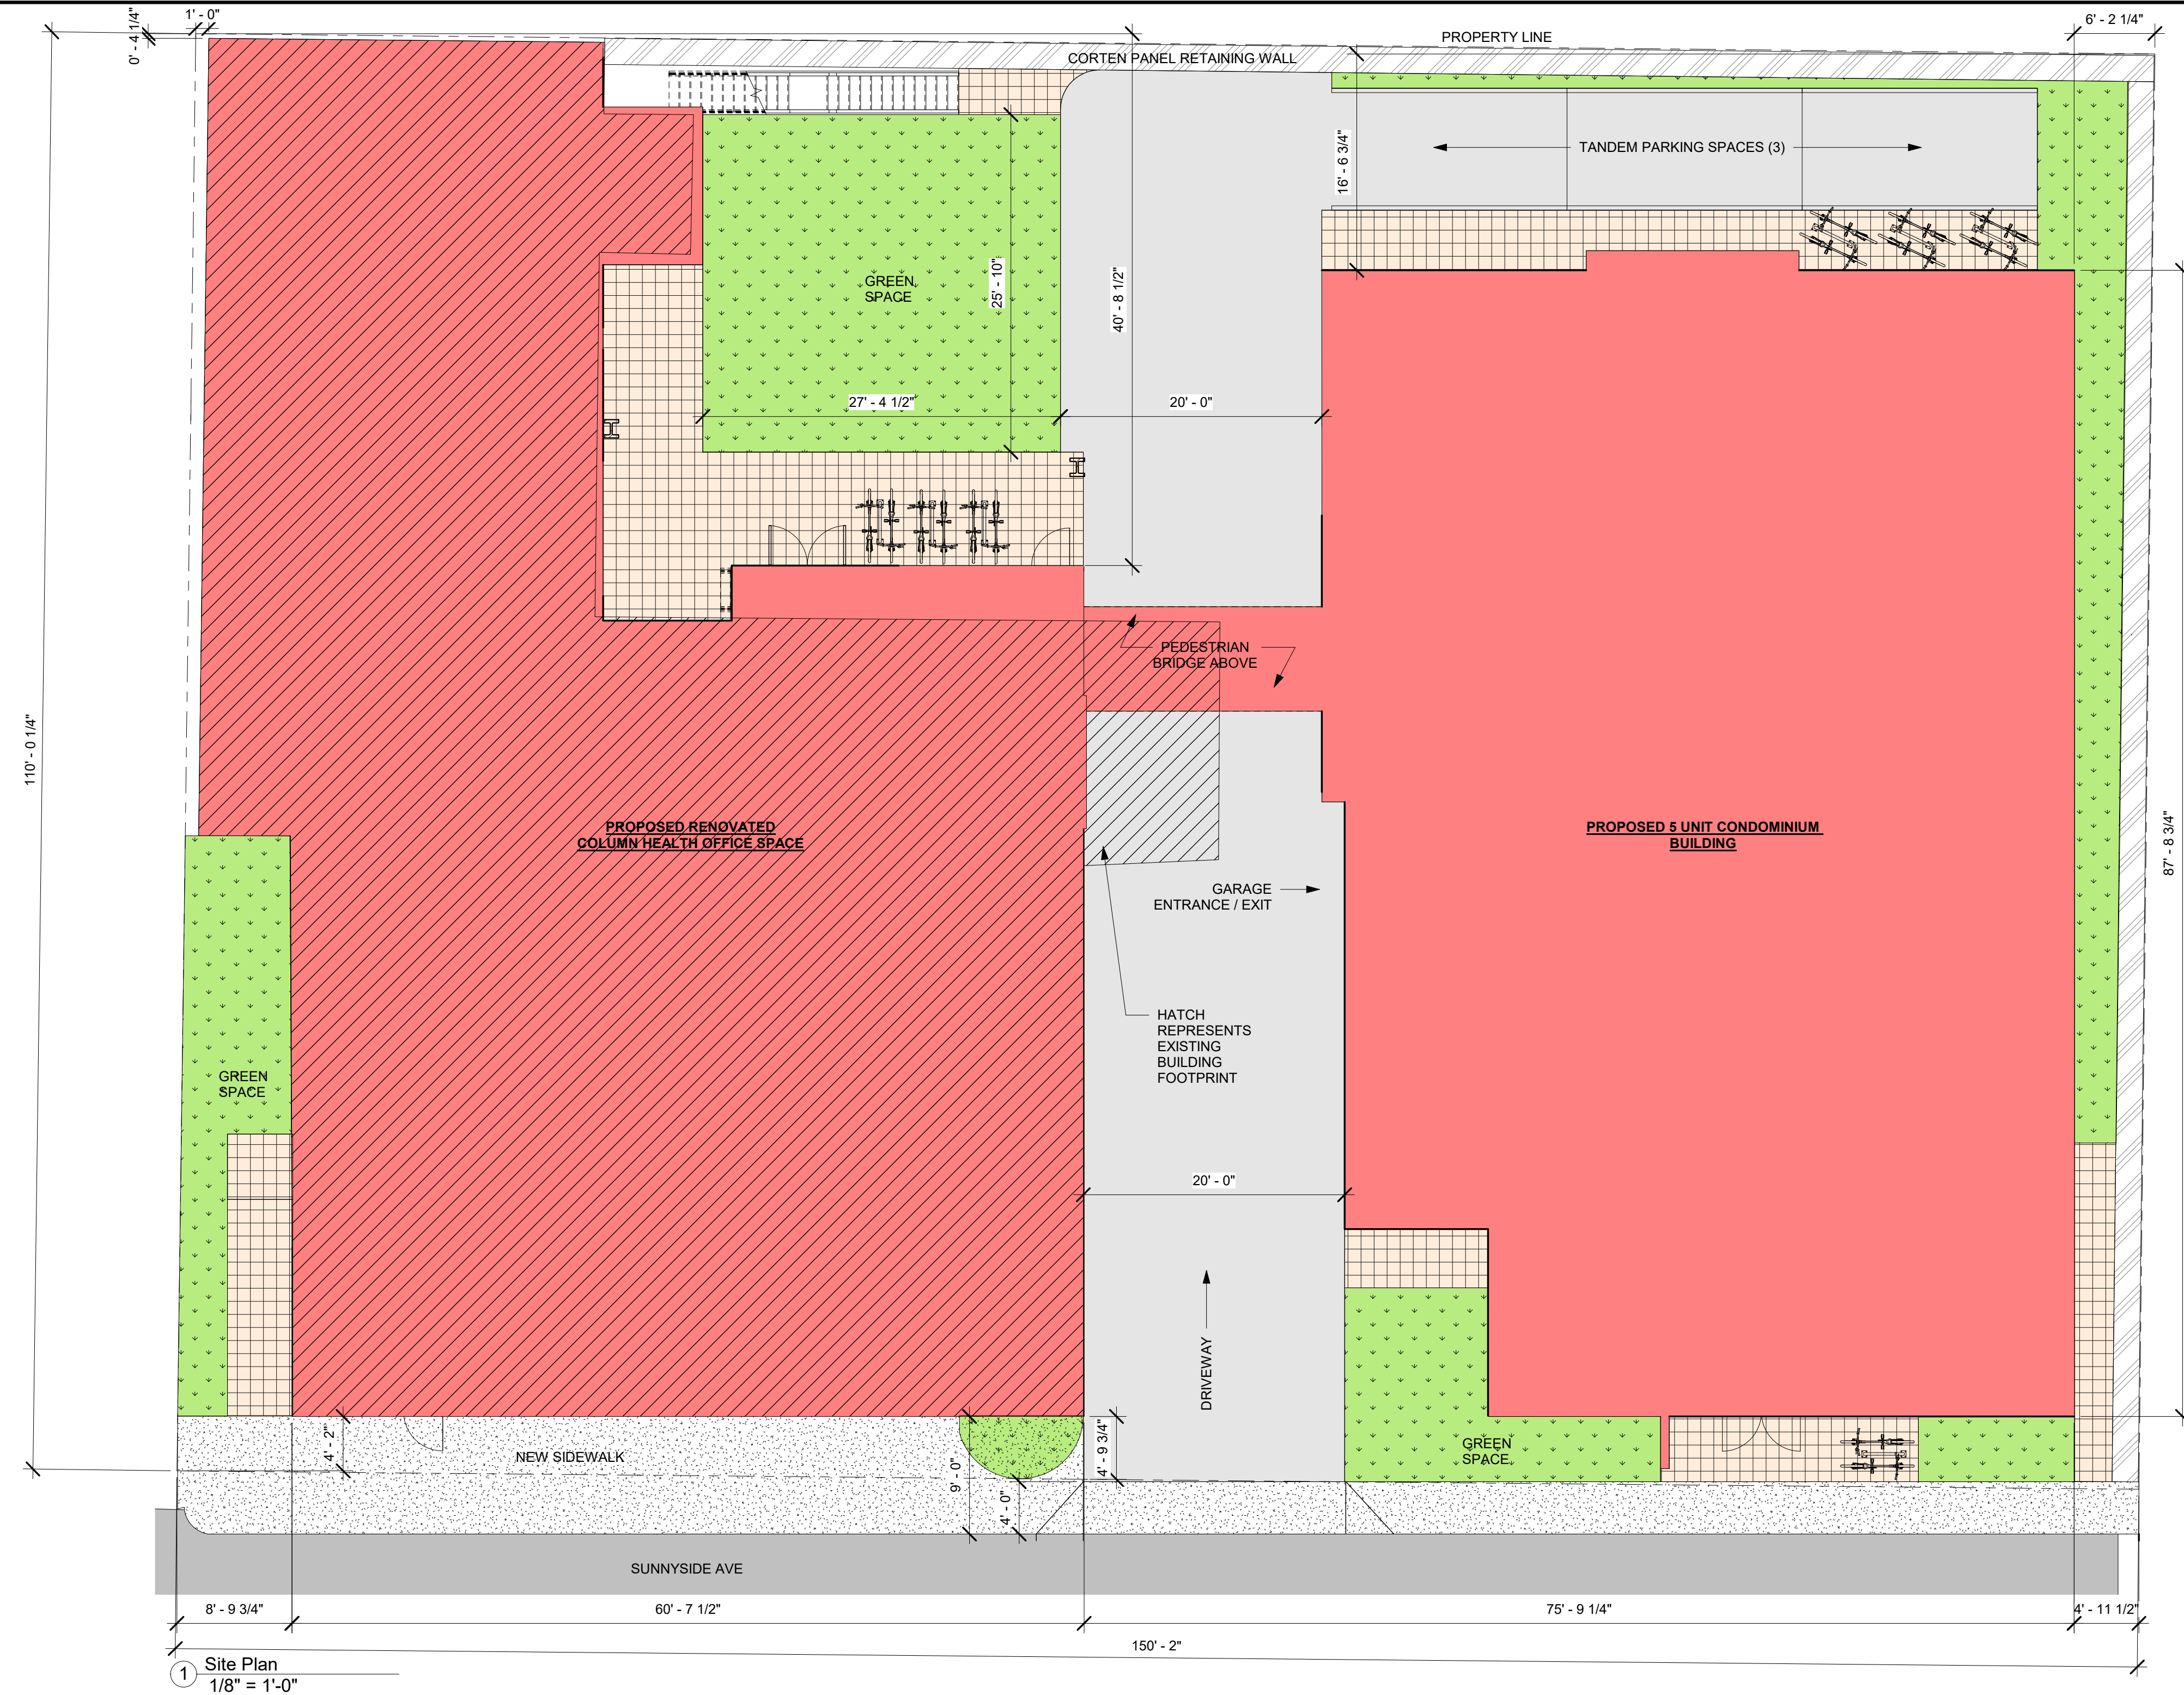 1' - 0"
0' - 4 1/4"
6' - 2 1/4"
PROPERTY LINE
CORTEN PANEL RETAINING WALL
16' - 6 3/4"
TANDEM PARKING SPACES (3)
GREEN
SPACE
25' - 10"
40' - 8 1/2"
27' - 4 1/2"
20' - 0"
PEDESTRIAN
BRIDGE ABOVE
110' - 0 1/4"
PROPOSED RENOVATED
COLUMN HEALTH OFFICE SPACE
PROPOSED 5 UNIT CONDOMINIUM
BUILDING
87' - 8 3/4"
GARAGE
ENTRANCE / EXIT
HATCH
REPRESENTS
EXISTING
BUILDING
FOOTPRINT
GREEN
SPACE
20' - 0"
DRIVEWAY
4' - 2"
NEW SIDEWALK
9' - 0"
4' - 0"
4' - 9 3/4"
GREEN
SPACE
SUNNYSIDE AVE
8' - 9 3/4"
60' - 7 1/2"
75' - 9 1/4"
4' - 11 1/2"
150' - 2"
1 Site Plan
1/8" = 1'-0"